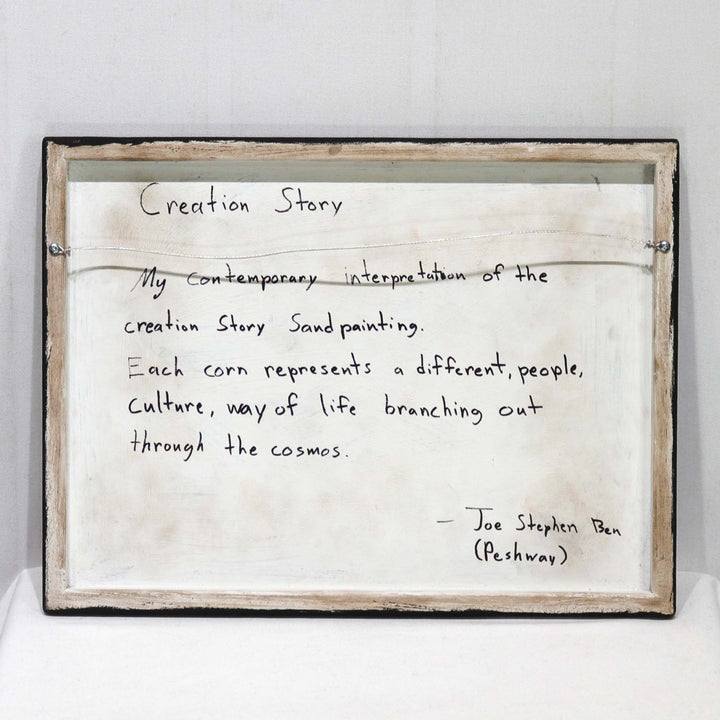 Creation Story
My contemporary interpretation of the
creation Story Sandpainting.
Each corn represents a different, people,
Culture, way of life branching out
through the cosmos.
— Joe Stephen Ben
(Peshway)